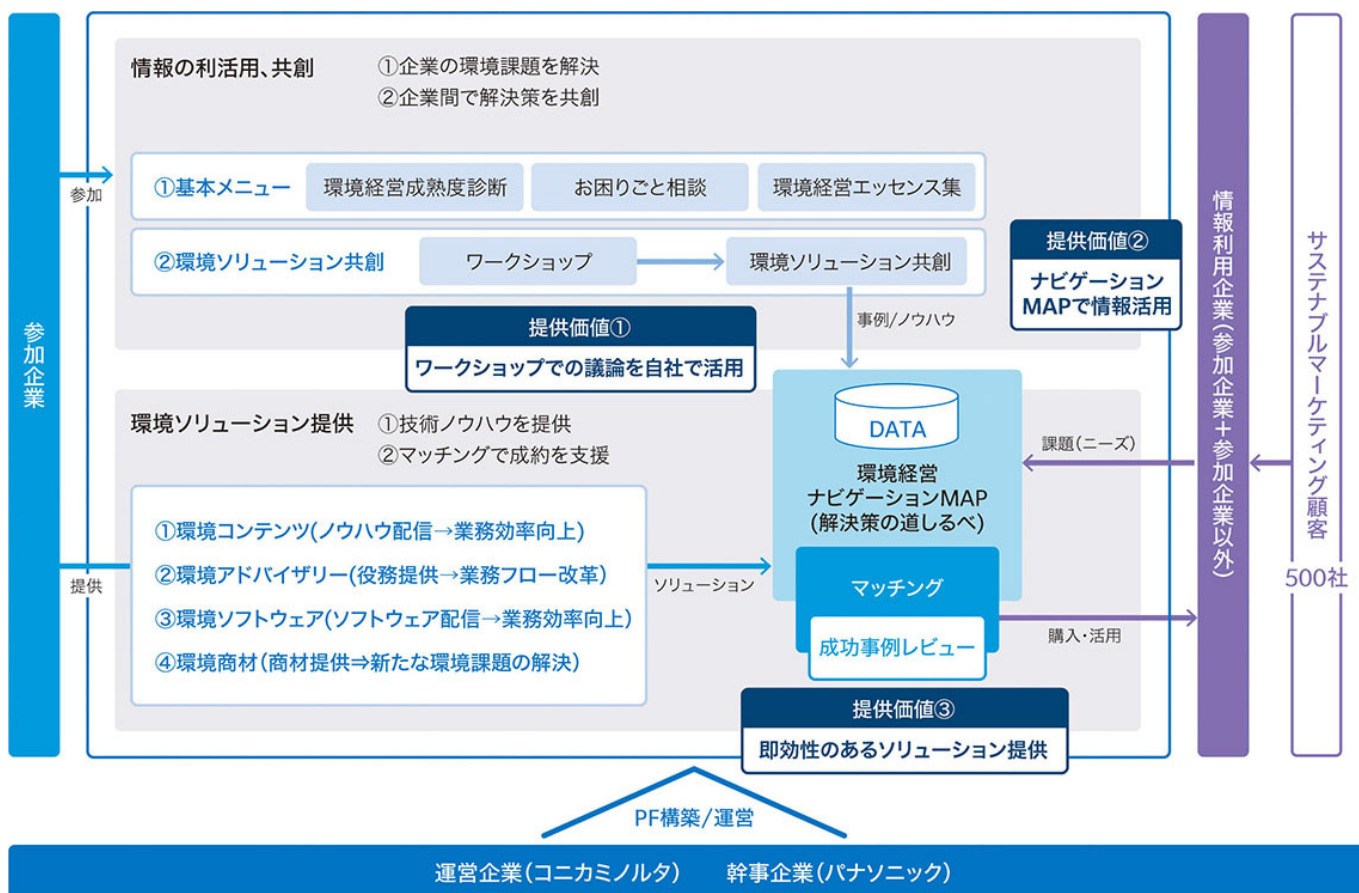 参加企業
参加
提供
情報の利活用、共創
①企業の環境課題を解決
②企業間で解決策を共創
①基本メニュー
環境経営成熟度診断
お困りごと相談
環境経営エッセンス集
②環境ソリューション共創
ワークショップ
環境ソリューション共創
事例/ノウハウ
提供価値①
ワークショップでの議論を自社で活用
提供価値②
ナビゲーション
MAPで情報活用
環境ソリューション提供
①技術ノウハウを提供
②マッチングで成約を支援
①環境コンテンツ(ノウハウ配信→業務効率向上)
②環境アドバイザリー(役務提供→業務フロー改革)
③環境ソフトウェア(ソフトウェア配信→業務効率向上)
④環境商材(商材提供⇒新たな環境課題の解決)
ソリューション
DATA
環境経営
ナビゲーションMAP
(解決策の道しるべ)
マッチング
成功事例レビュー
提供価値③
即効性のあるソリューション提供
課題(ニーズ)
購入・活用
情報利用企業(参加企業+参加企業以外)
サステナブルマーケティング顧客
500社
PF構築/運営
運営企業(コニカミノルタ)
幹事企業(パナソニック)